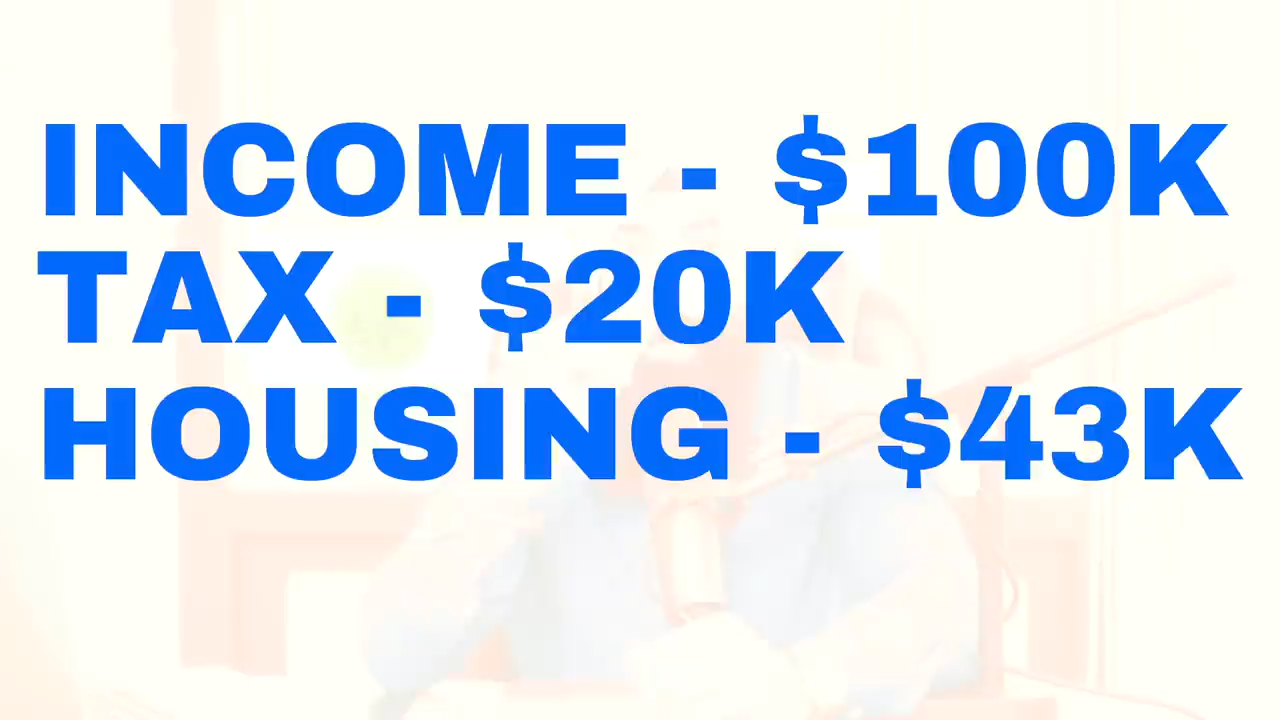 INCOME - $100K
TAX - $20K
HOUSING - $43K